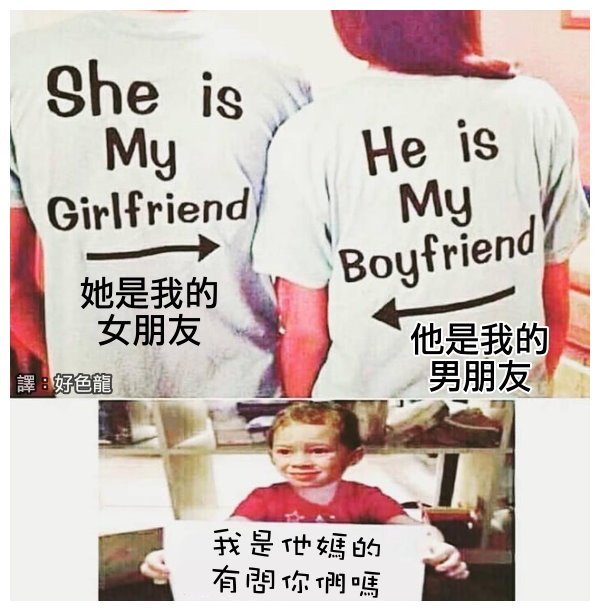 She is
My
Girlfriend
她是我的
女朋友
He is
My
Boyfriend
他是我的
男朋友
譯：好色龍
我是他媽的
有問你們嗎